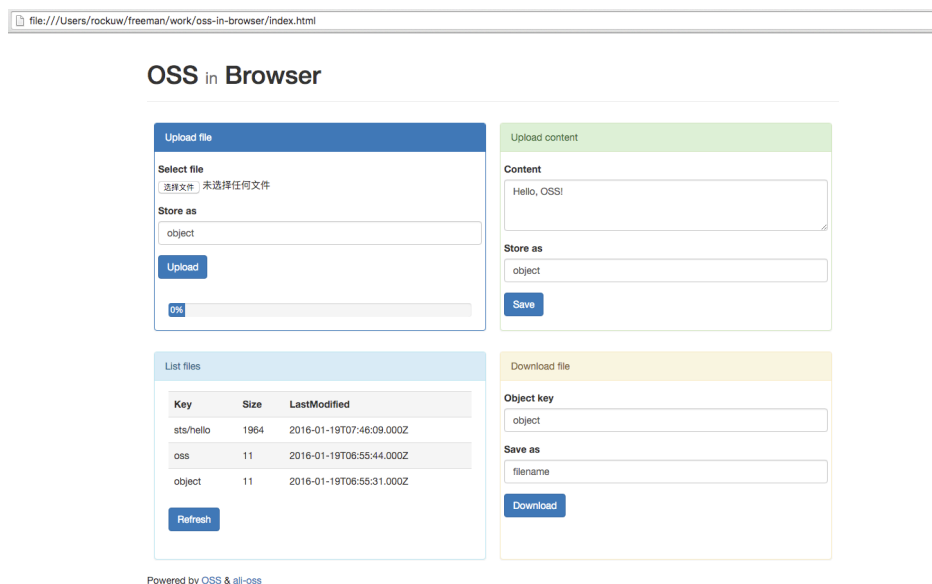 file:///Users/rockuw/freeman/work/oss-in-browser/index.html
OSS in Browser
Upload file
Select file
选择文件 未选择任何文件
Store as
object
Upload
0%
Upload content
Content
Hello, OSS!
Store as
object
Save
List files
Key Size LastModified
sts/hello 1964 2016-01-19T07:46:09.000Z
oss 11 2016-01-19T06:55:44.000Z
object 11 2016-01-19T06:55:31.000Z
Refresh
Download file
Object key
object
Save as
filename
Download
Powered by OSS & ali-oss